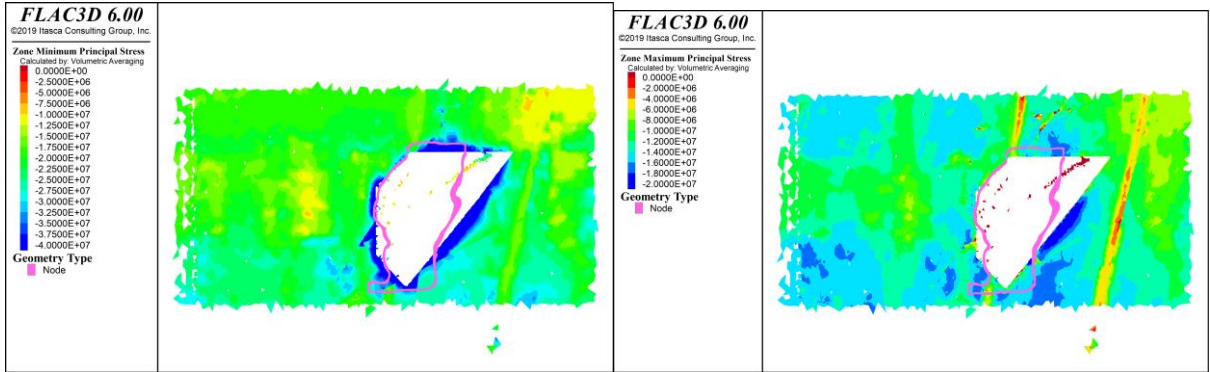 FLAC3D 6.00
©2019 Itasca Consulting Group, Inc.
Zone Minimum Principal Stress
Calculated by: Volumetric Averaging
0.0000E+00
-2.5000E+06
-5.0000E+06
-7.5000E+06
-1.0000E+07
-1.2500E+07
-1.5000E+07
-1.7500E+07
-2.0000E+07
-2.2500E+07
-2.5000E+07
-2.7500E+07
-3.0000E+07
-3.2500E+07
-3.5000E+07
-3.7500E+07
-4.0000E+07
Geometry Type
Node
FLAC3D 6.00
©2019 Itasca Consulting Group, Inc.
Zone Maximum Principal Stress
Calculated by: Volumetric Averaging
0.0000E+00
-2.0000E+06
-4.0000E+06
-6.0000E+06
-8.0000E+06
-1.0000E+07
-1.2000E+07
-1.4000E+07
-1.6000E+07
-1.8000E+07
-2.0000E+07
Geometry Type
Node